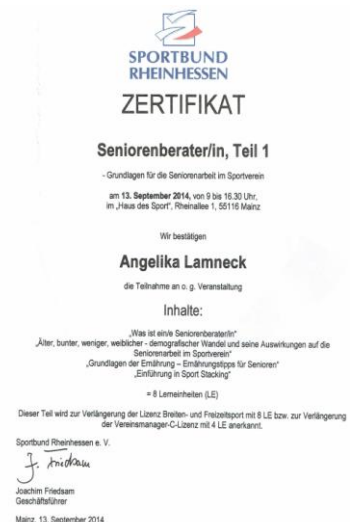 SPORTBUND
RHEINHESSEN
ZERTIFIKAT
Seniorenberater/in, Teil 1
- Grundlagen für die Seniorenarbeit im Sportverein
am 13. September 2014, von 9 bis 16.30 Uhr,
im „Haus des Sport", Rheinallee 1, 55116 Mainz
Wir bestätigen
Angelika Lamneck
die Teilnahme an o. g. Veranstaltung
Inhalte:
„Was ist ein/e Seniorenberater/in"
„Älter, bunter, weniger, weiblicher - demografischer Wandel und seine Auswirkungen auf die
Seniorenarbeit im Sportverein"
„Grundlagen der Ernährung – Ernährungstipps für Senioren"
„Einführung in Sport Stacking"
= 8 Lerneinheiten (LE)
Dieser Teil wird zur Verlängerung der Lizenz Breiten- und Freizeitsport mit 8 LE bzw. zur Verlängerung
der Vereinsmanager-C-Lizenz mit 4 LE anerkannt.
Sportbund Rheinhessen e. V.
J. Friedsam
Joachim Friedsam
Geschäftsführer
Mainz, 13. September 2014